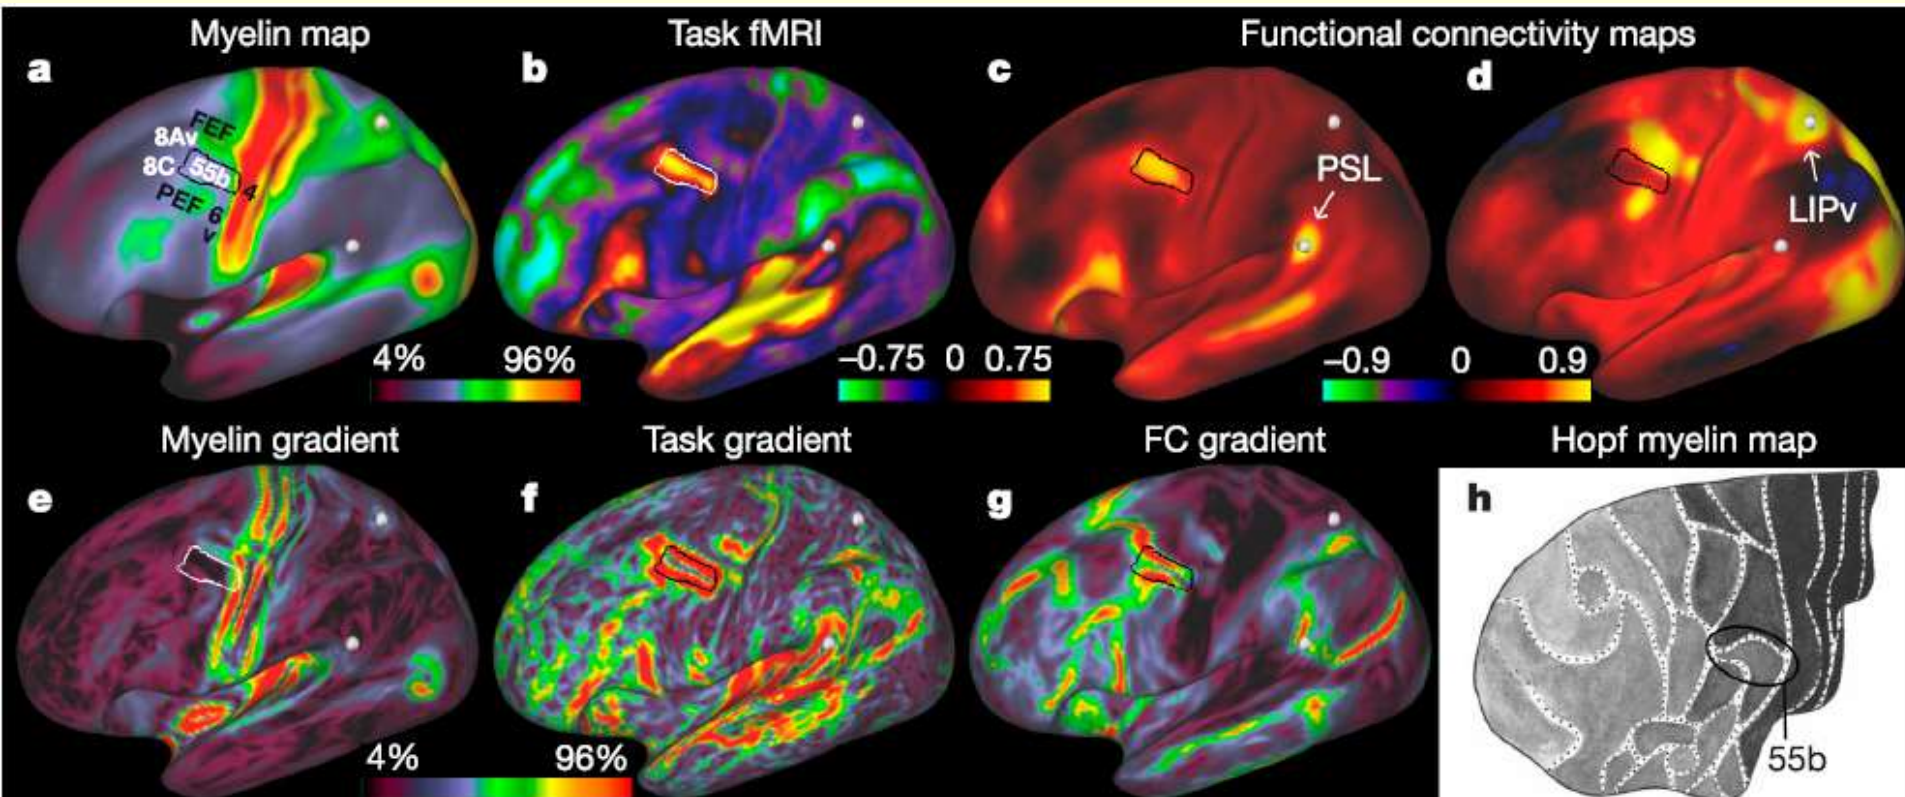 Myelin map
Task fMRI
Functional connectivity maps
a
b
c
d
FEF
8Av
8C
55b
4
PEF
6
v
PSL
LIPv
4%
96%
–0.75
0
0.75
–0.9
0
0.9
Myelin gradient
Task gradient
FC gradient
Hopf myelin map
e
f
g
h
4%
96%
55b